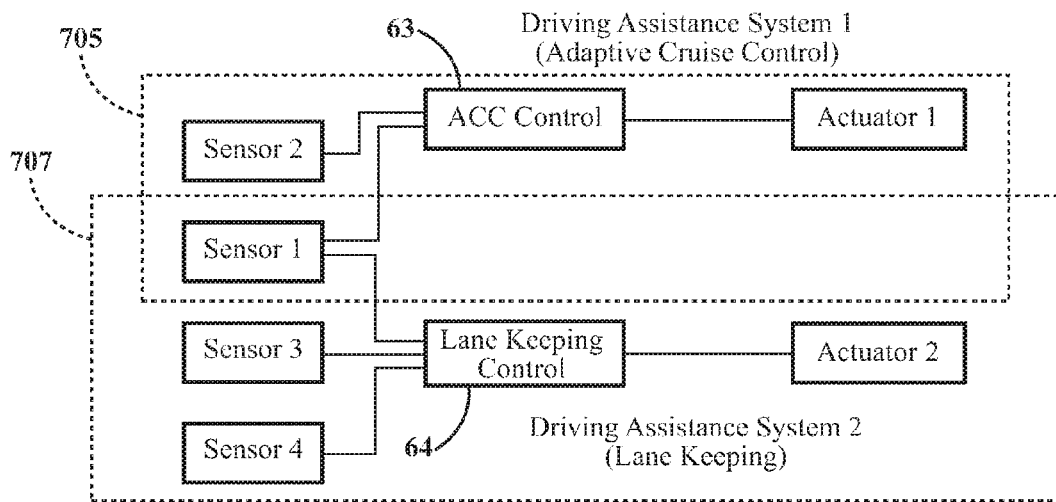 705
63
Driving Assistance System 1
(Adaptive Cruise Control)
ACC Control
Actuator 1
Sensor 2
707
Sensor 1
Sensor 3
Lane Keeping
Control
Actuator 2
Sensor 4
64
Driving Assistance System 2
(Lane Keeping)